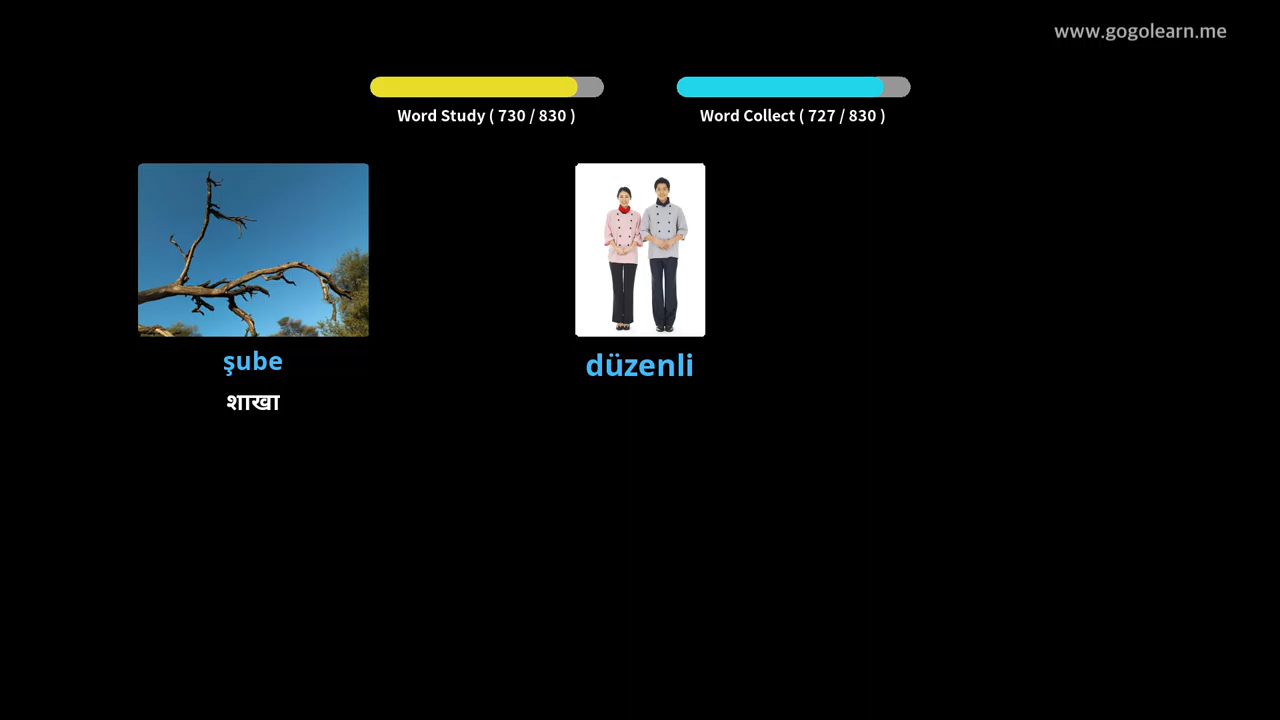 www.gogolearn.me
Word Study ( 730 / 830 )
Word Collect ( 727 / 830 )
şube
शाखा
düzenli